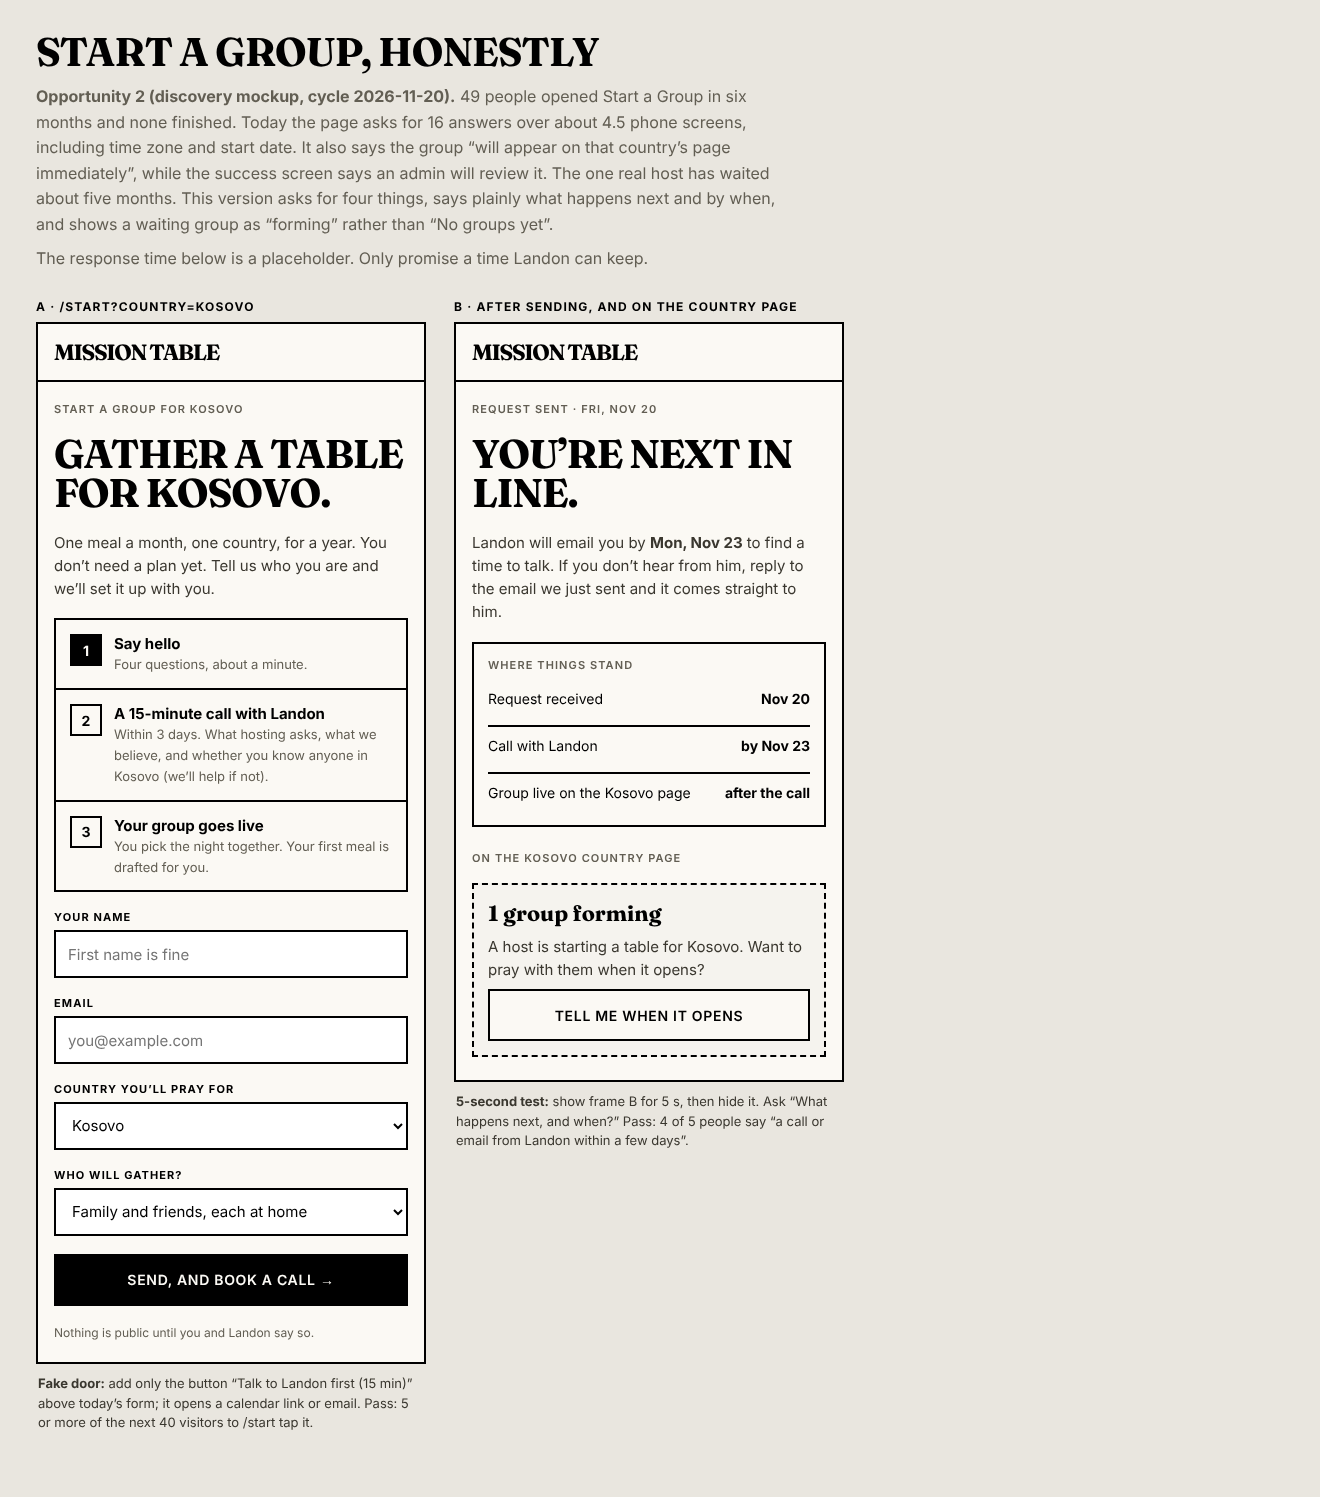 START A GROUP, HONESTLY
Opportunity 2 (discovery mockup, cycle 2026-11-20). 49 people opened Start a Group in six
months and none finished. Today the page asks for 16 answers over about 4.5 phone screens,
including time zone and start date. It also says the group “will appear on that country’s page
immediately”, while the success screen says an admin will review it. The one real host has waited
about five months. This version asks for four things, says plainly what happens next and by when,
and shows a waiting group as “forming” rather than “No groups yet”.
The response time below is a placeholder. Only promise a time Landon can keep.
A · /START?COUNTRY=KOSOVO
MISSION TABLE
START A GROUP FOR KOSOVO
GATHER A TABLE
FOR KOSOVO.
One meal a month, one country, for a year. You
don’t need a plan yet. Tell us who you are and
we’ll set it up with you.
1
Say hello
Four questions, about a minute.
2
A 15-minute call with Landon
Within 3 days. What hosting asks, what we
believe, and whether you know anyone in
Kosovo (we’ll help if not).
3
Your group goes live
You pick the night together. Your first meal is
drafted for you.
YOUR NAME
First name is fine
EMAIL
you@example.com
COUNTRY YOU’LL PRAY FOR
Kosovo
WHO WILL GATHER?
Family and friends, each at home
SEND, AND BOOK A CALL →
Nothing is public until you and Landon say so.
Fake door: add only the button “Talk to Landon first (15 min)”
above today’s form; it opens a calendar link or email. Pass: 5
or more of the next 40 visitors to /start tap it.
B · AFTER SENDING, AND ON THE COUNTRY PAGE
MISSION TABLE
REQUEST SENT · FRI, NOV 20
YOU’RE NEXT IN
LINE.
Landon will email you by Mon, Nov 23 to find a
time to talk. If you don’t hear from him, reply to
the email we just sent and it comes straight to
him.
WHERE THINGS STAND
Request received Nov 20
Call with Landon by Nov 23
Group live on the Kosovo page after the call
ON THE KOSOVO COUNTRY PAGE
1 group forming
A host is starting a table for Kosovo. Want to
pray with them when it opens?
TELL ME WHEN IT OPENS
5-second test: show frame B for 5 s, then hide it. Ask “What
happens next, and when?” Pass: 4 of 5 people say “a call or
email from Landon within a few days”.